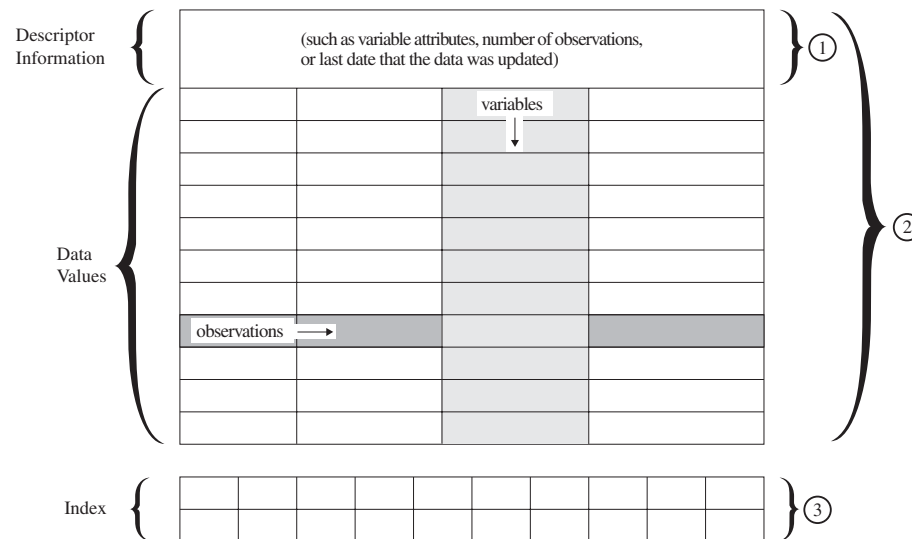 Descriptor
Information
(such as variable attributes, number of observations,
or last date that the data was updated)
1
variables
2
Data
Values
observations
Index
3